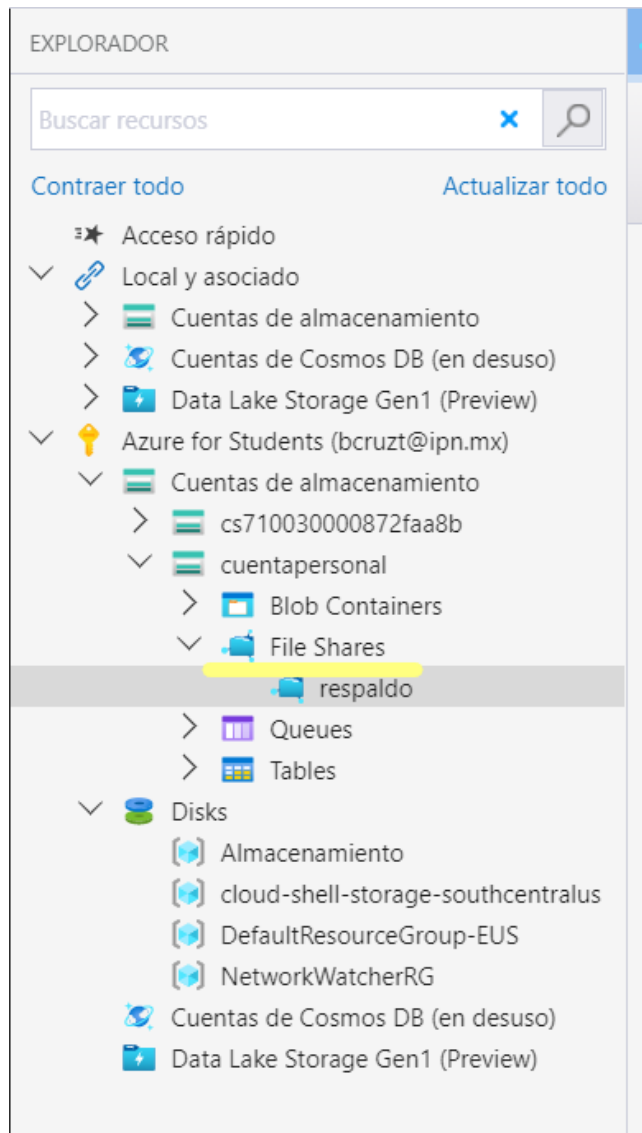 EXPLORADOR
Buscar recursos
Contraer todo Actualizar todo
Acceso rápido
Local y asociado
Cuentas de almacenamiento
Cuentas de Cosmos DB (en desuso)
Data Lake Storage Gen1 (Preview)
Azure for Students (bcruzt@ipn.mx)
Cuentas de almacenamiento
cs710030000872faa8b
cuentapersonal
Blob Containers
File Shares
respaldo
Queues
Tables
Disks
Almacenamiento
cloud-shell-storage-southcentralus
DefaultResourceGroup-EUS
NetworkWatcherRG
Cuentas de Cosmos DB (en desuso)
Data Lake Storage Gen1 (Preview)